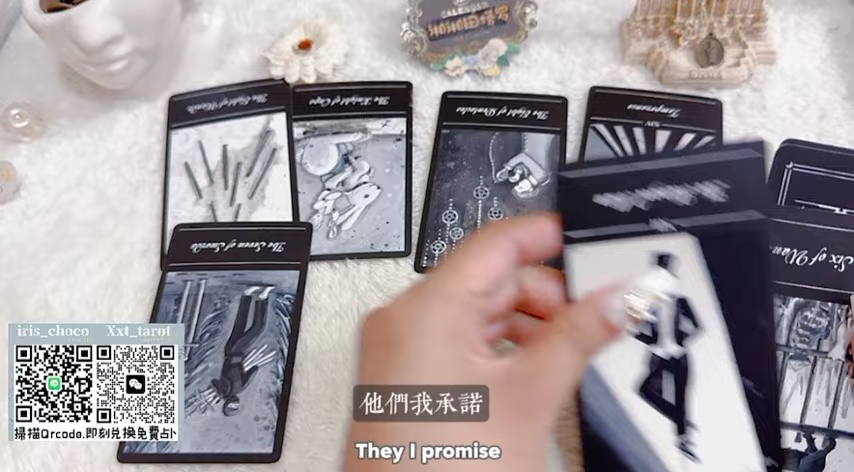 The Eight of Wands
The Knight of Cups
The Eight of Pentacles
Temperance
XIV
The Seven of Swords
Six of Wan
iris_choco Xxt_tarot
掃描Qrcode.即刻兌換免費占卜
他們我承諾
They I promise